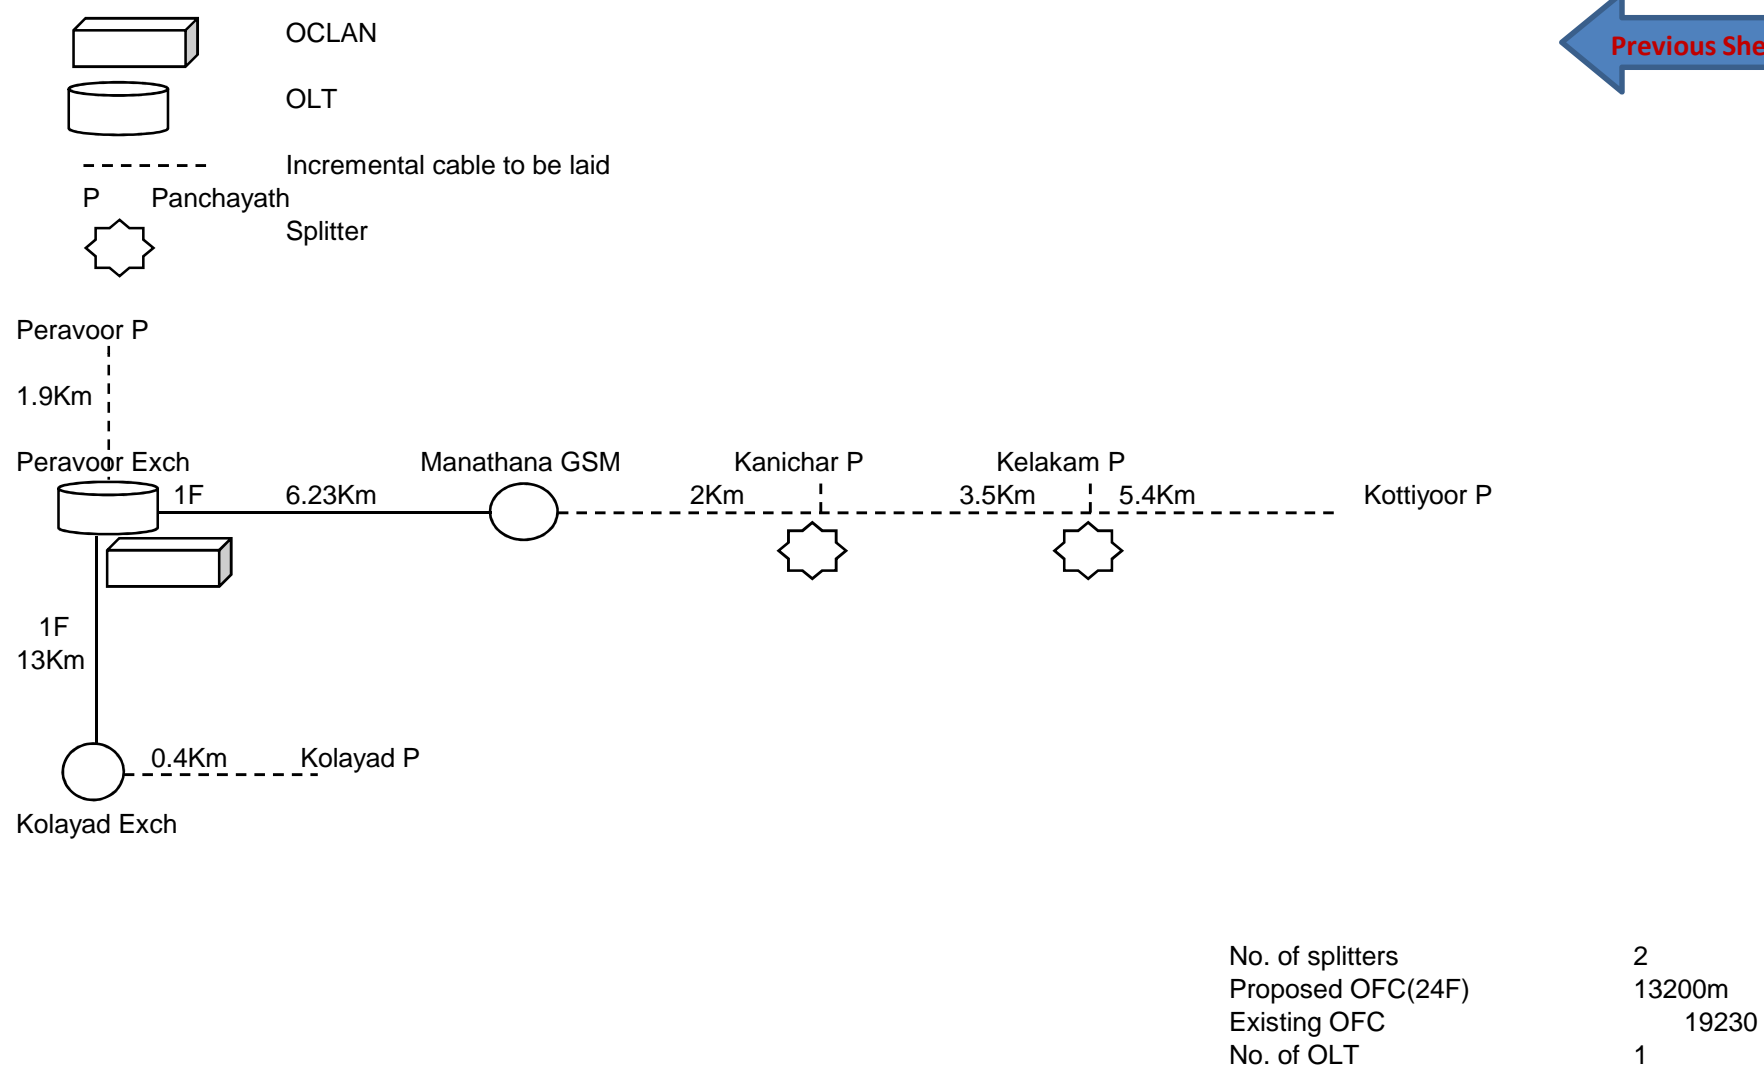 OCLAN
Previous She
OLT
Incremental cable to be laid
P Panchayath
Splitter
Peravoor P
1.9Km
Peravoor Exch Manathana GSM Kanichar P Kelakam P
1F 6.23Km 2Km 3.5Km 5.4Km Kottiyoor P
1F
13Km
0.4Km Kolayad P
Kolayad Exch
No. of splitters 2
Proposed OFC(24F) 13200m
Existing OFC 19230
No. of OLT 1